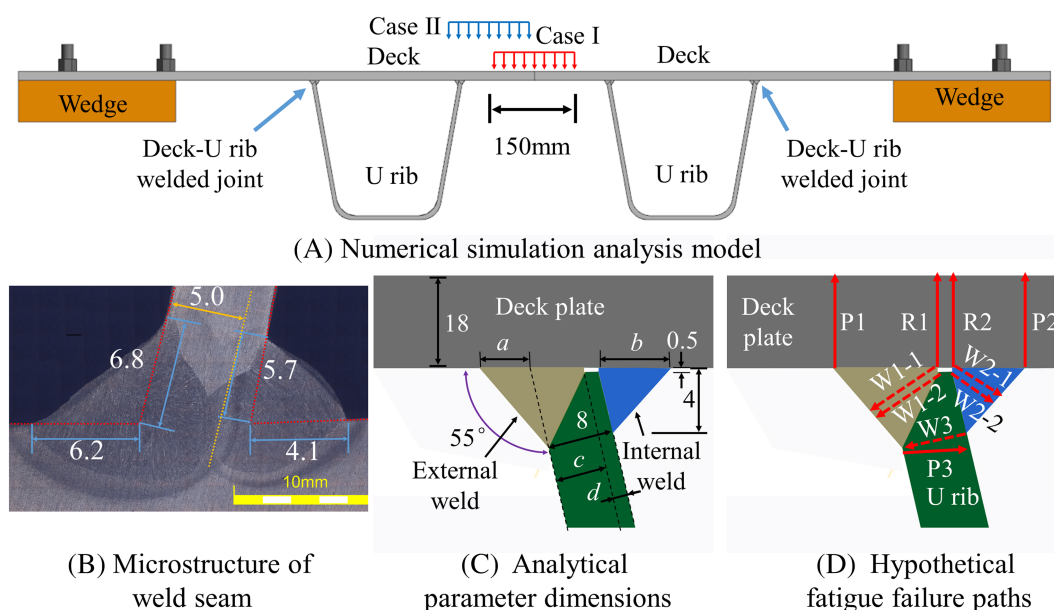 Case II
Case I
Deck
Deck
Wedge
Wedge
150mm
Deck-U rib
welded joint
U rib
U rib
Deck-U rib
welded joint
(A) Numerical simulation analysis model
5.0
6.8
5.7
6.2
4.1
10mm
(B) Microstructure of
weld seam
Deck plate
18
a
b
0.5
4
8
55°
External
weld
Internal
weld
c
d
(C) Analytical
parameter dimensions
Deck
plate
P1
R1
R2
P2
W1-1
W1-2
W2-1
W2-2
W3
P3
U rib
(D) Hypothetical
fatigue failure paths